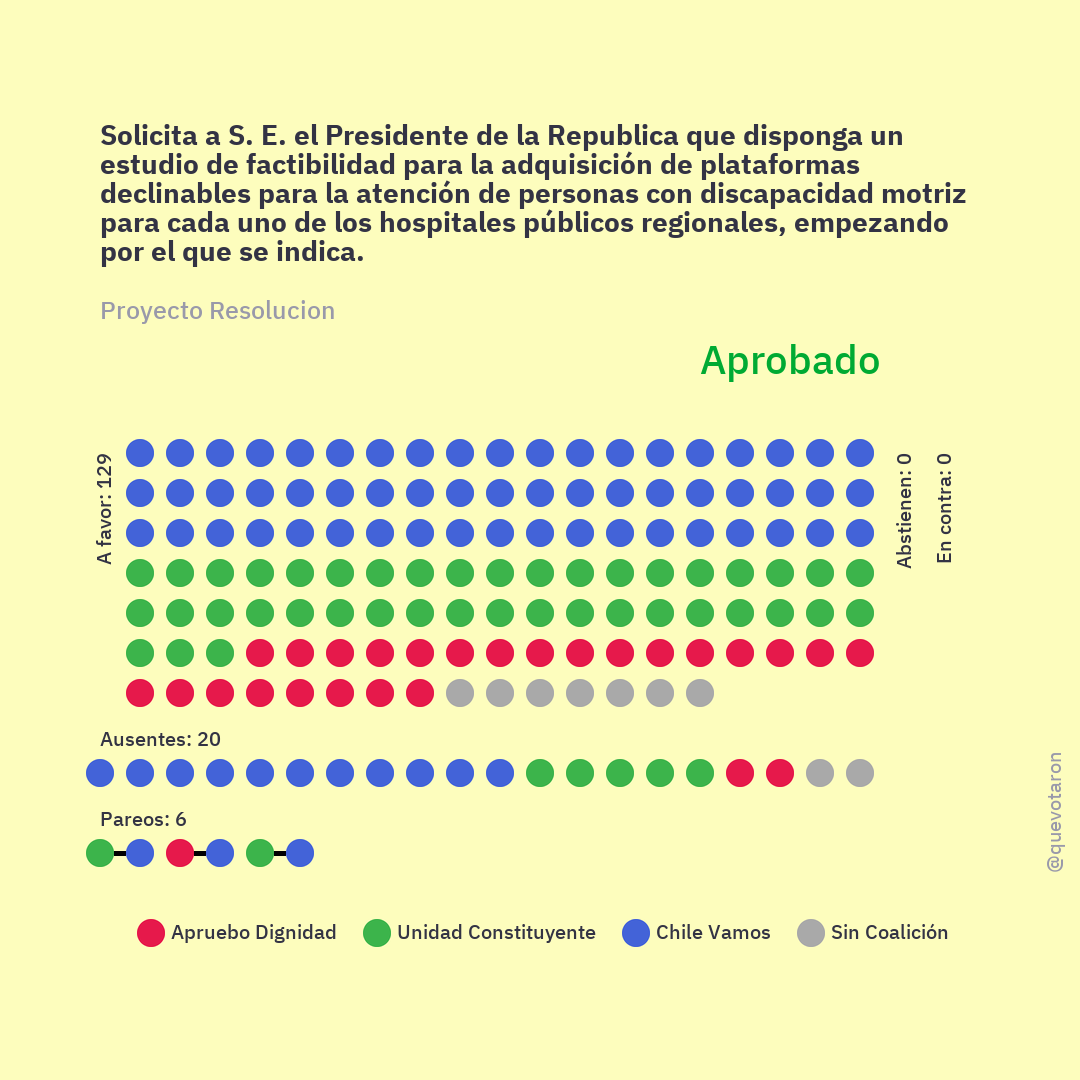 Solicita a S. E. el Presidente de la Republica que disponga un
estudio de factibilidad para la adquisición de plataformas
declinables para la atención de personas con discapacidad motriz
para cada uno de los hospitales públicos regionales, empezando
por el que se indica.
Proyecto Resolucion
Aprobado
A favor: 129
Abstienen: 0
En contra: 0
Ausentes: 20
Pareos: 6
@quevotaron
Apruebo Dignidad
Unidad Constituyente
Chile Vamos
Sin Coalición